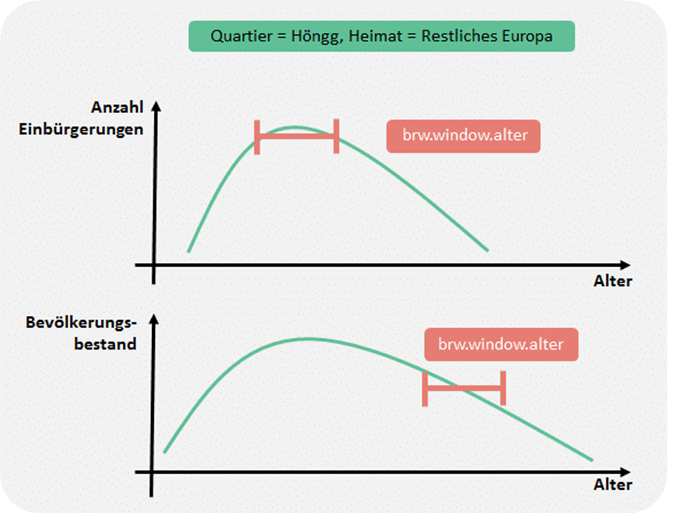 Quartier = Höngg, Heimat = Restliches Europa
Anzahl
Einbürgerungen
brw.window.alter
Alter
Bevölkerungs-
bestand
brw.window.alter
Alter